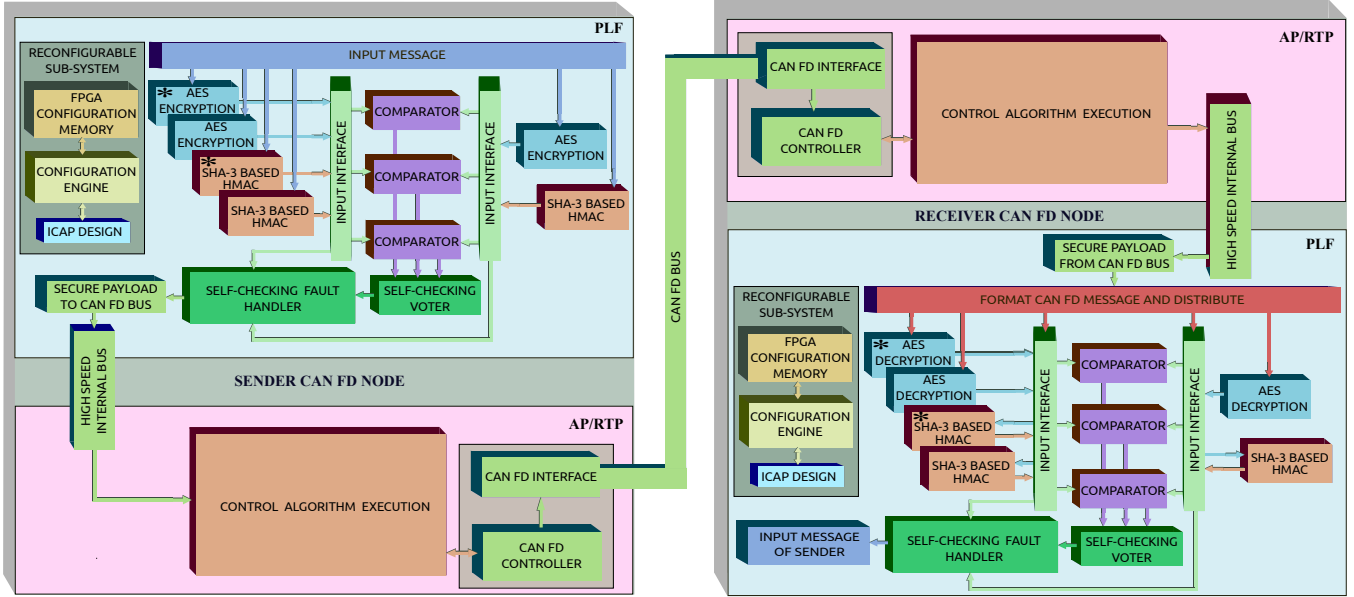 PLF
RECONFIGURABLE
SUB-SYSTEM
FPGA
CONFIGURATION
MEMORY
CONFIGURATION
ENGINE
ICAP DESIGN
INPUT MESSAGE
* AES
ENCRYPTION
AES
ENCRYPTION
*
SHA-3 BASED
HMAC
SHA-3 BASED
HMAC
INPUT INTERFACE
COMPARATOR
COMPARATOR
COMPARATOR
INPUT INTERFACE
AES
ENCRYPTION
SHA-3 BASED
HMAC
SECURE PAYLOAD
TO CAN FD BUS
SELF-CHECKING FAULT
HANDLER
SELF-CHECKING
VOTER
HIGH SPEED
INTERNAL BUS
SENDER CAN FD NODE
AP/RTP
CONTROL ALGORITHM EXECUTION
CAN FD INTERFACE
CAN FD
CONTROLLER
CAN FD BUS
AP/RTP
CAN FD INTERFACE
CAN FD
CONTROLLER
CONTROL ALGORITHM EXECUTION
HIGH SPEED INTERNAL BUS
RECEIVER CAN FD NODE
PLF
SECURE PAYLOAD
FROM CAN FD BUS
RECONFIGURABLE
SUB-SYSTEM
FPGA
CONFIGURATION
MEMORY
CONFIGURATION
ENGINE
ICAP DESIGN
FORMAT CAN FD MESSAGE AND DISTRIBUTE
* AES
DECRYPTION
AES
DECRYPTION
*
SHA-3 BASED
HMAC
SHA-3 BASED
HMAC
INPUT INTERFACE
COMPARATOR
COMPARATOR
COMPARATOR
INPUT INTERFACE
AES
DECRYPTION
SHA-3 BASED
HMAC
INPUT MESSAGE
OF SENDER
SELF-CHECKING FAULT
HANDLER
SELF-CHECKING
VOTER